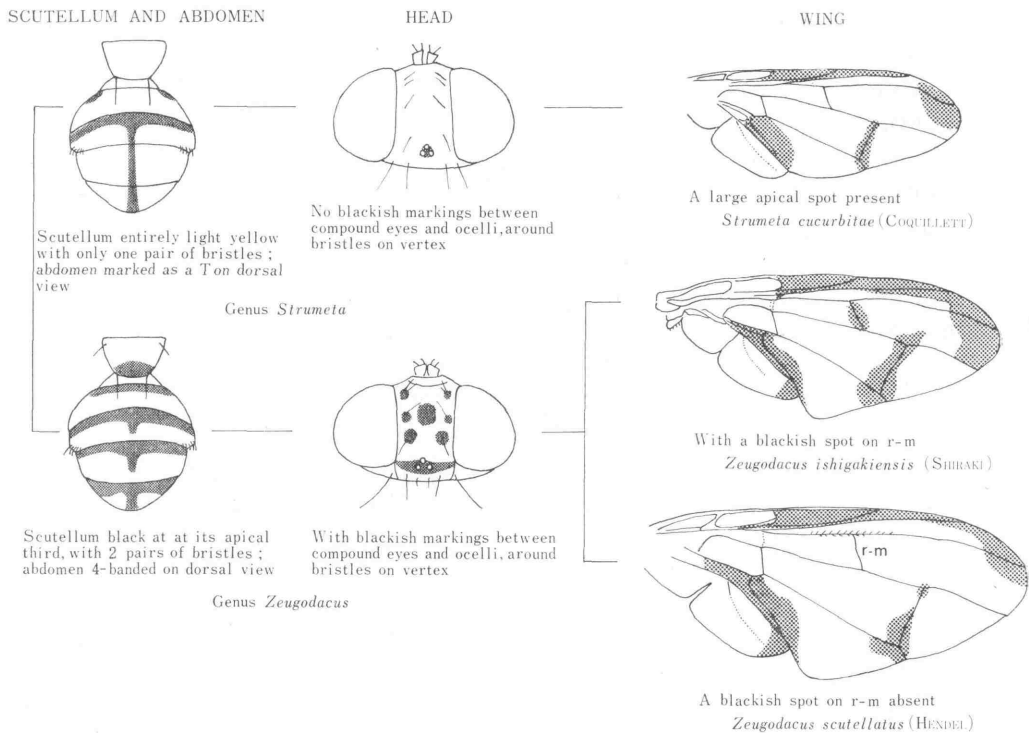 SCUTELLUM AND ABDOMEN
HEAD
WING
Scutellum entirely light yellow
with only one pair of bristles ;
abdomen marked as a T on dorsal
view
No blackish markings between
compound eyes and ocelli, around
bristles on vertex
A large apical spot present
Strumeta cucurbitae (COQUILLETT)
Genus Strumeta
With a blackish spot on r-m
Zeugodacus ishigakiensis (SHIRAKI)
Scutellum black at at its apical
third, with 2 pairs of bristles ;
abdomen 4-banded on dorsal view
With blackish markings between
compound eyes and ocelli, around
bristles on vertex
r-m
Genus Zeugodacus
A blackish spot on r-m absent
Zeugodacus scutellatus (HENDEL)